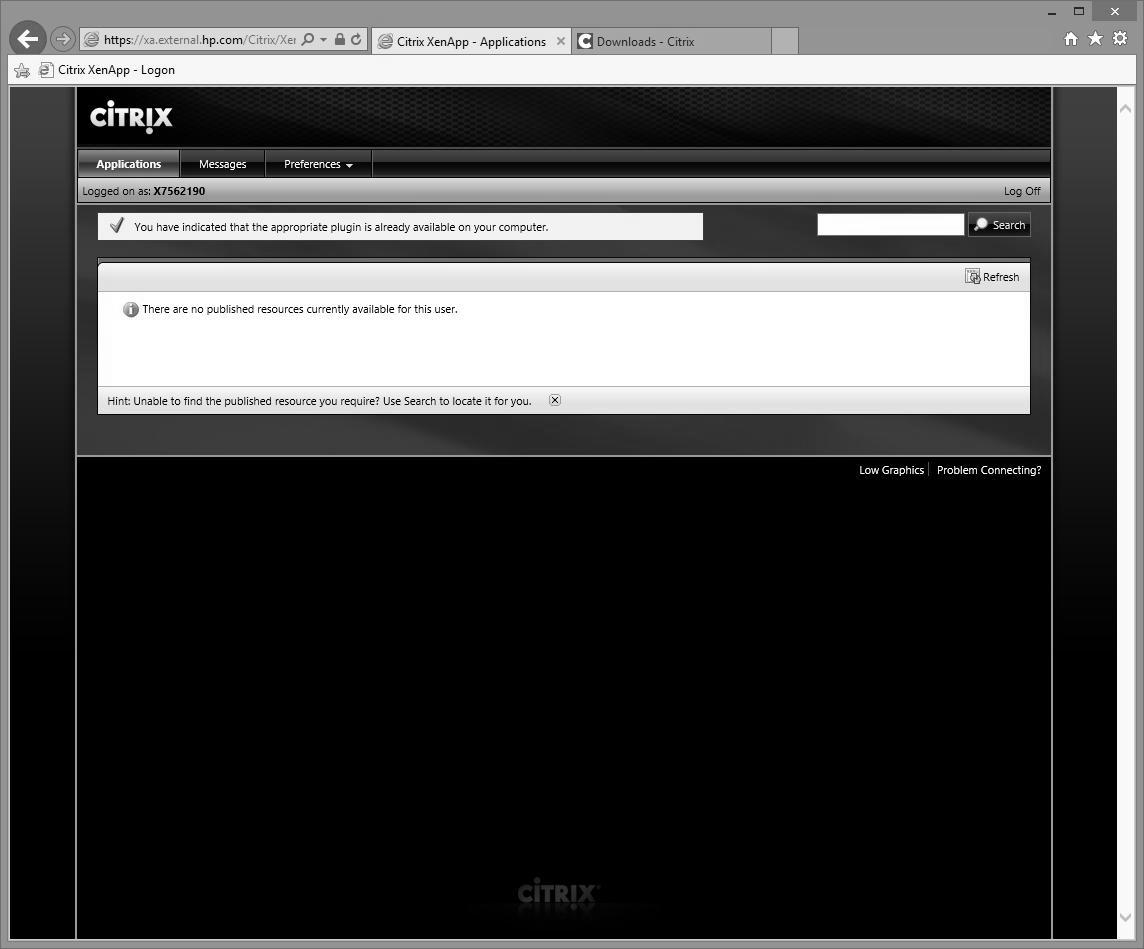 https://xa.external.hp.com/Citrix/Xe
Citrix XenApp - Applications
Downloads - Citrix
Citrix XenApp - Logon
CiTRIX
Applications
Messages
Preferences
Logged on as: X7562190
Log Off
You have indicated that the appropriate plugin is already available on your computer.
Search
Refresh
There are no published resources currently available for this user.
Hint: Unable to find the published resource you require? Use Search to locate it for you.
Low Graphics
Problem Connecting?
CiTRIX